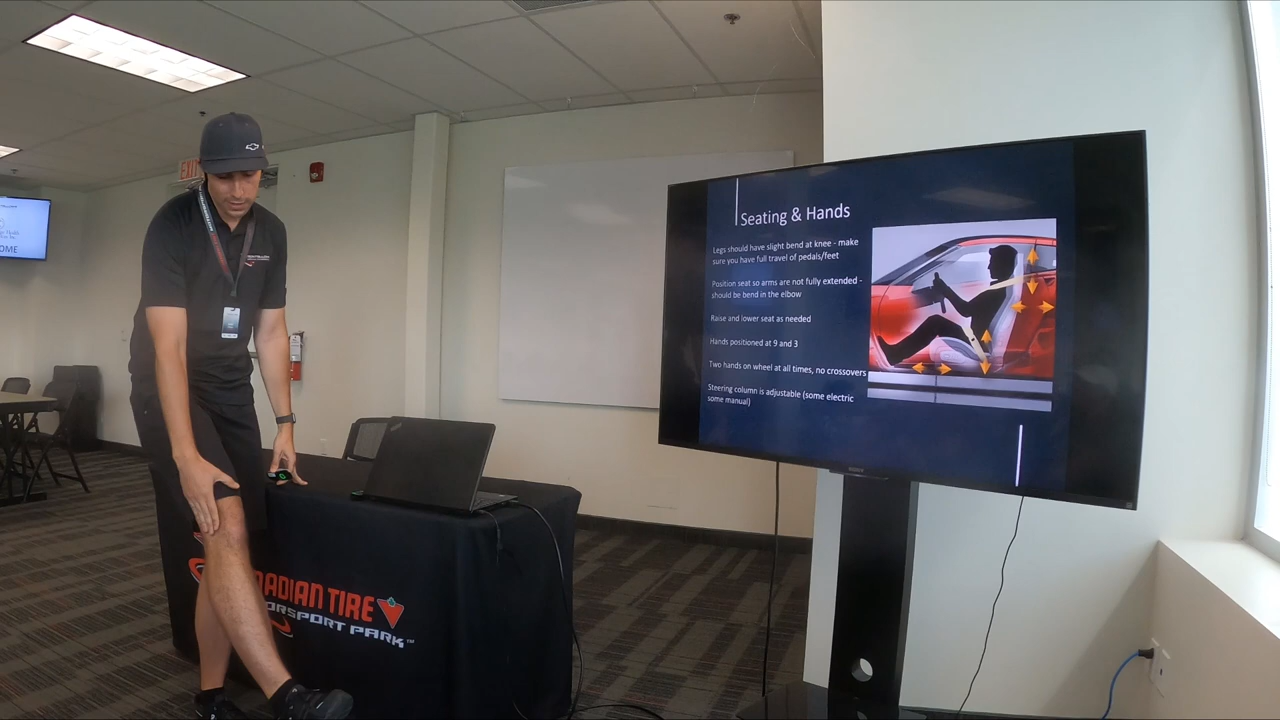 EXIT
OME
Seating & Hands
Legs should have slight bend at knee - make
sure you have full travel of pedals/feet
Position seat so arms are not fully extended -
should be bend in the elbow
Raise and lower seat as needed
Hands positioned at 9 and 3
Two hands on wheel at all times, no crossovers
Steering column is adjustable (some electric
some manual)
ADIAN TIRE
ORSPORT PARK™